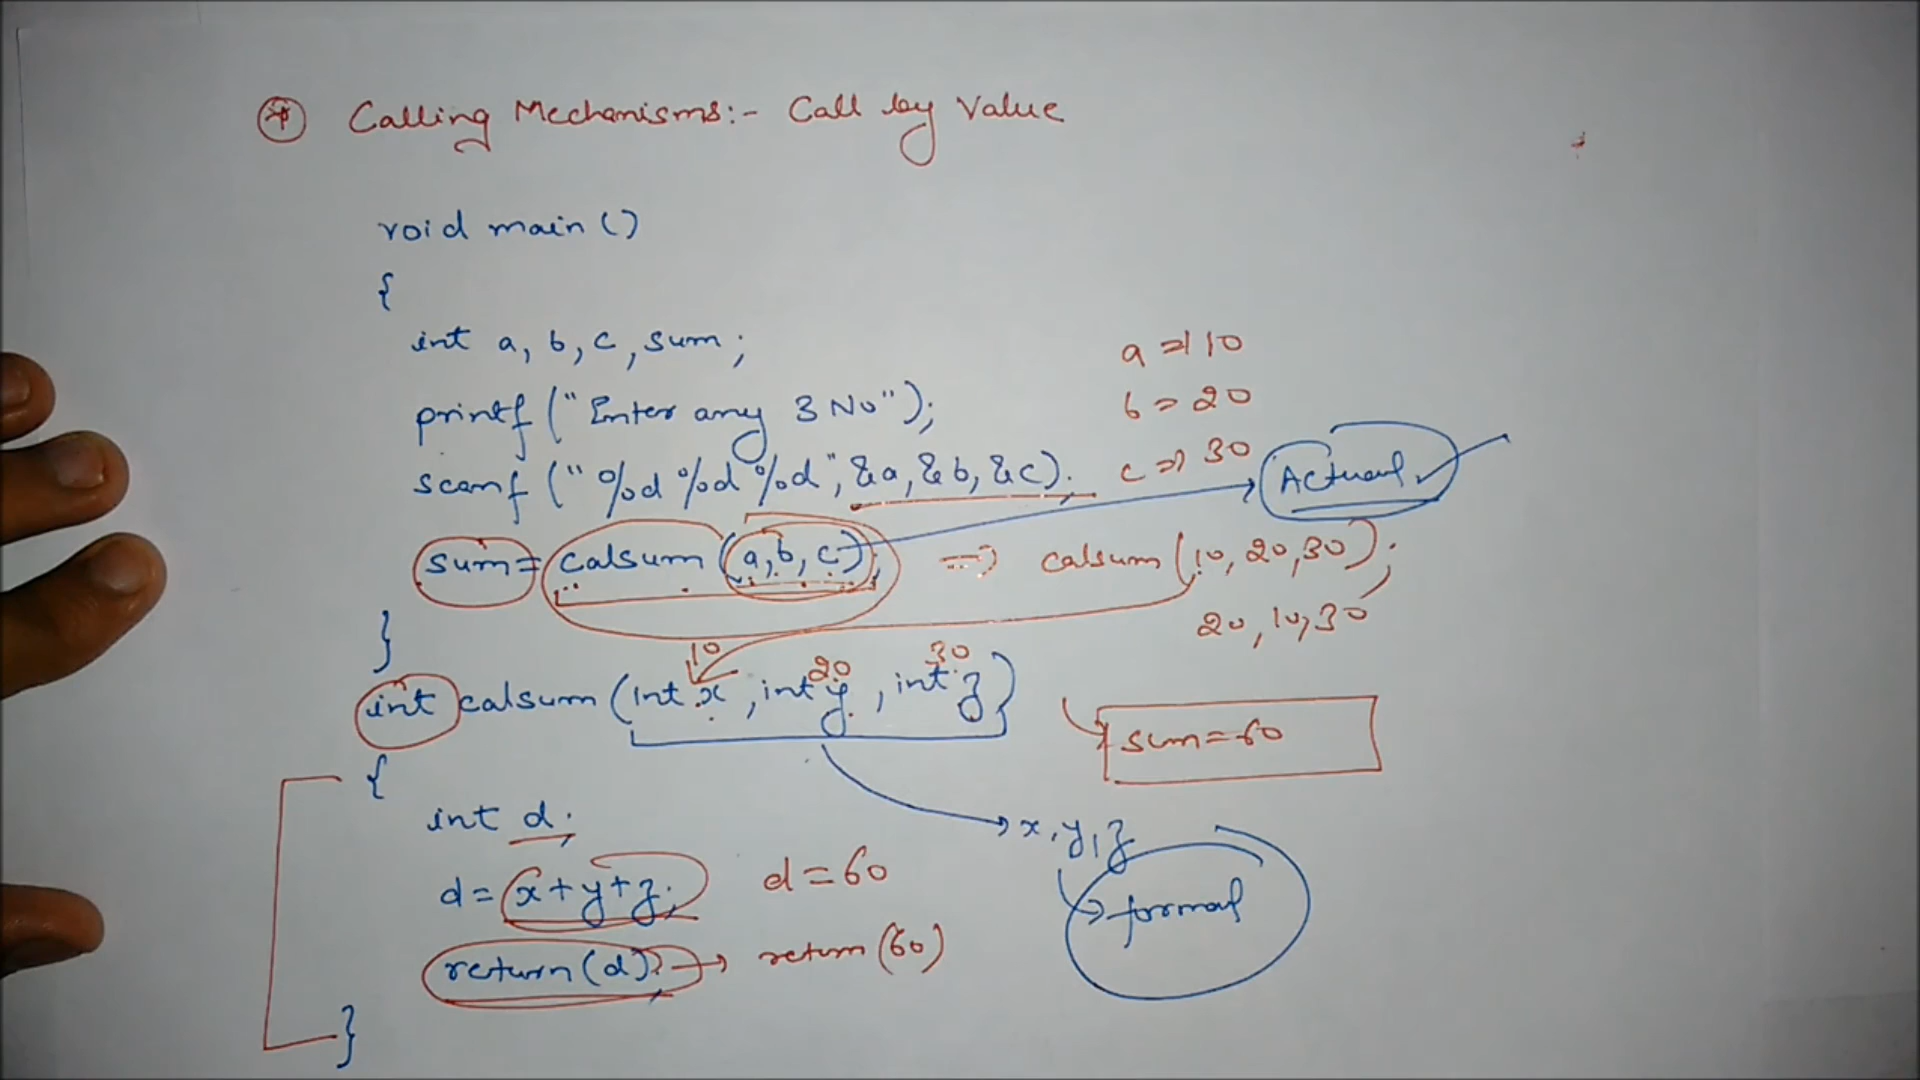 * Calling Mechanisms:- Call by Value
void main ()
{
int a, b, c, sum;
a => 10
printf ("Enter any 3 No");
b => 20
scanf ("%d %d %d", &a, &b, &c);
c => 30
Actual
sum = calsum (a, b, c); => calsum (10, 20, 30);
20, 10, 30
}
10 20 30
int calsum (int x, int y, int z)
sum = 60
{
int d;
x, y, z
d = x + y + z; d = 60
formal
return (d); → return (60)
}